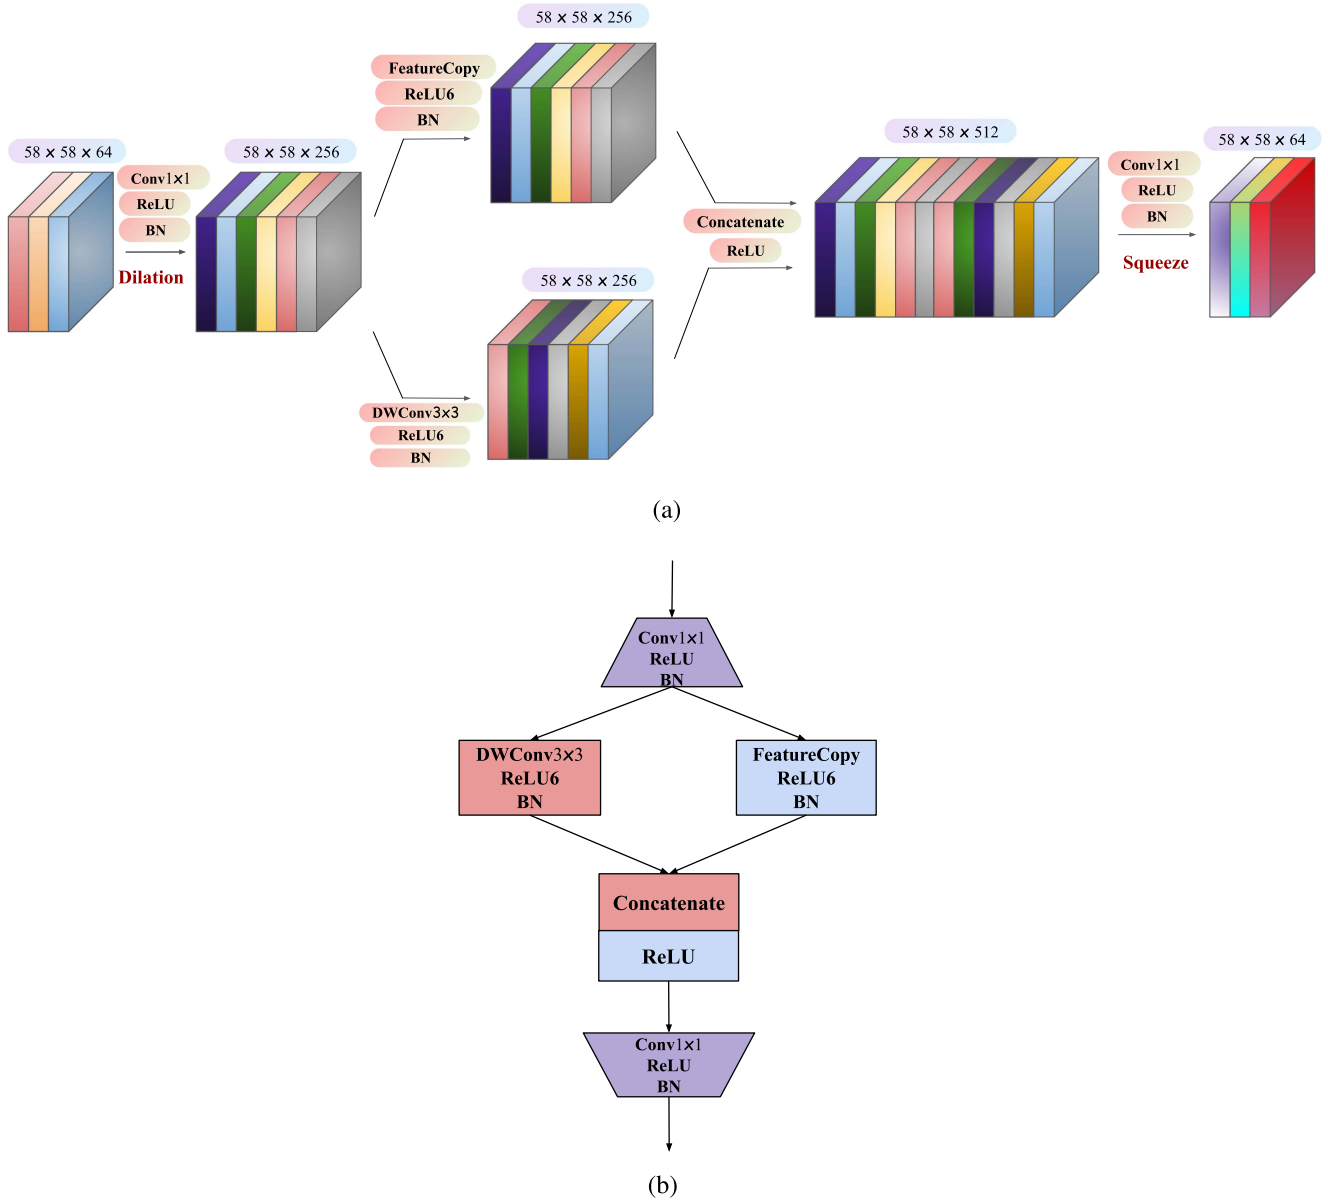 58 × 58 × 64
Conv1×1
ReLU
BN
Dilation
58 × 58 × 256
FeatureCopy
ReLU6
BN
58 × 58 × 256
DWConv3×3
ReLU6
BN
58 × 58 × 256
Concatenate
ReLU
58 × 58 × 512
Conv1×1
ReLU
BN
Squeeze
58 × 58 × 64
(a)
Conv1×1
ReLU
BN
DWConv3×3
ReLU6
BN
FeatureCopy
ReLU6
BN
Concatenate
ReLU
Conv1×1
ReLU
BN
(b)